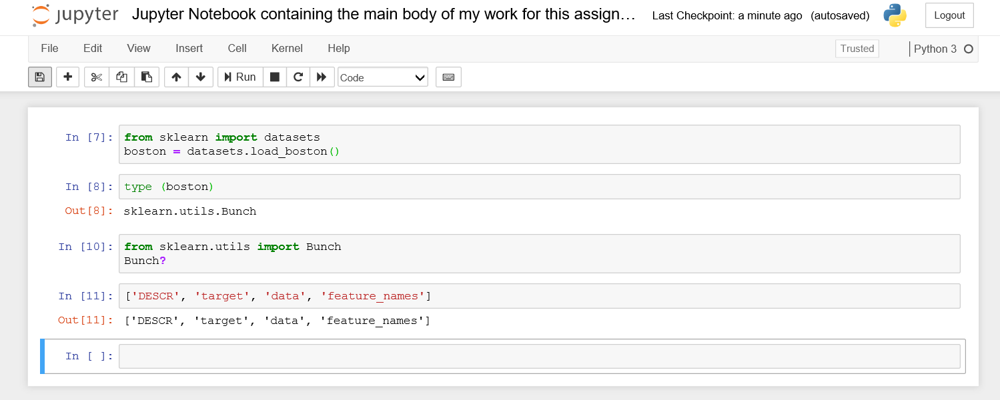 jupyter Jupyter Notebook containing the main body of my work for this assign… Last Checkpoint: a minute ago (autosaved) Logout
File Edit View Insert Cell Kernel Help Trusted Python 3
Run Code
In [7]: from sklearn import datasets
boston = datasets.load_boston()
In [8]: type (boston)
Out[8]: sklearn.utils.Bunch
In [10]: from sklearn.utils import Bunch
Bunch?
In [11]: ['DESCR', 'target', 'data', 'feature_names']
Out[11]: ['DESCR', 'target', 'data', 'feature_names']
In [ ]: